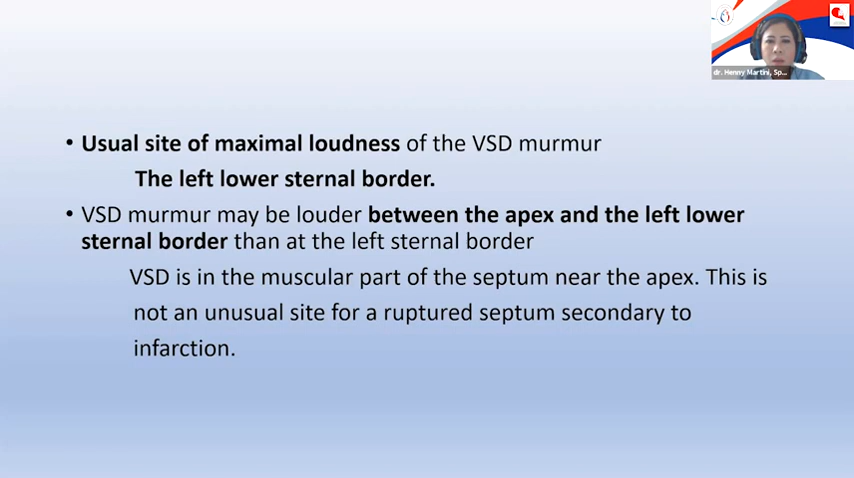 dr. Henny Martini, Sp...
• Usual site of maximal loudness of the VSD murmur
The left lower sternal border.
• VSD murmur may be louder between the apex and the left lower
sternal border than at the left sternal border
VSD is in the muscular part of the septum near the apex. This is
not an unusual site for a ruptured septum secondary to
infarction.